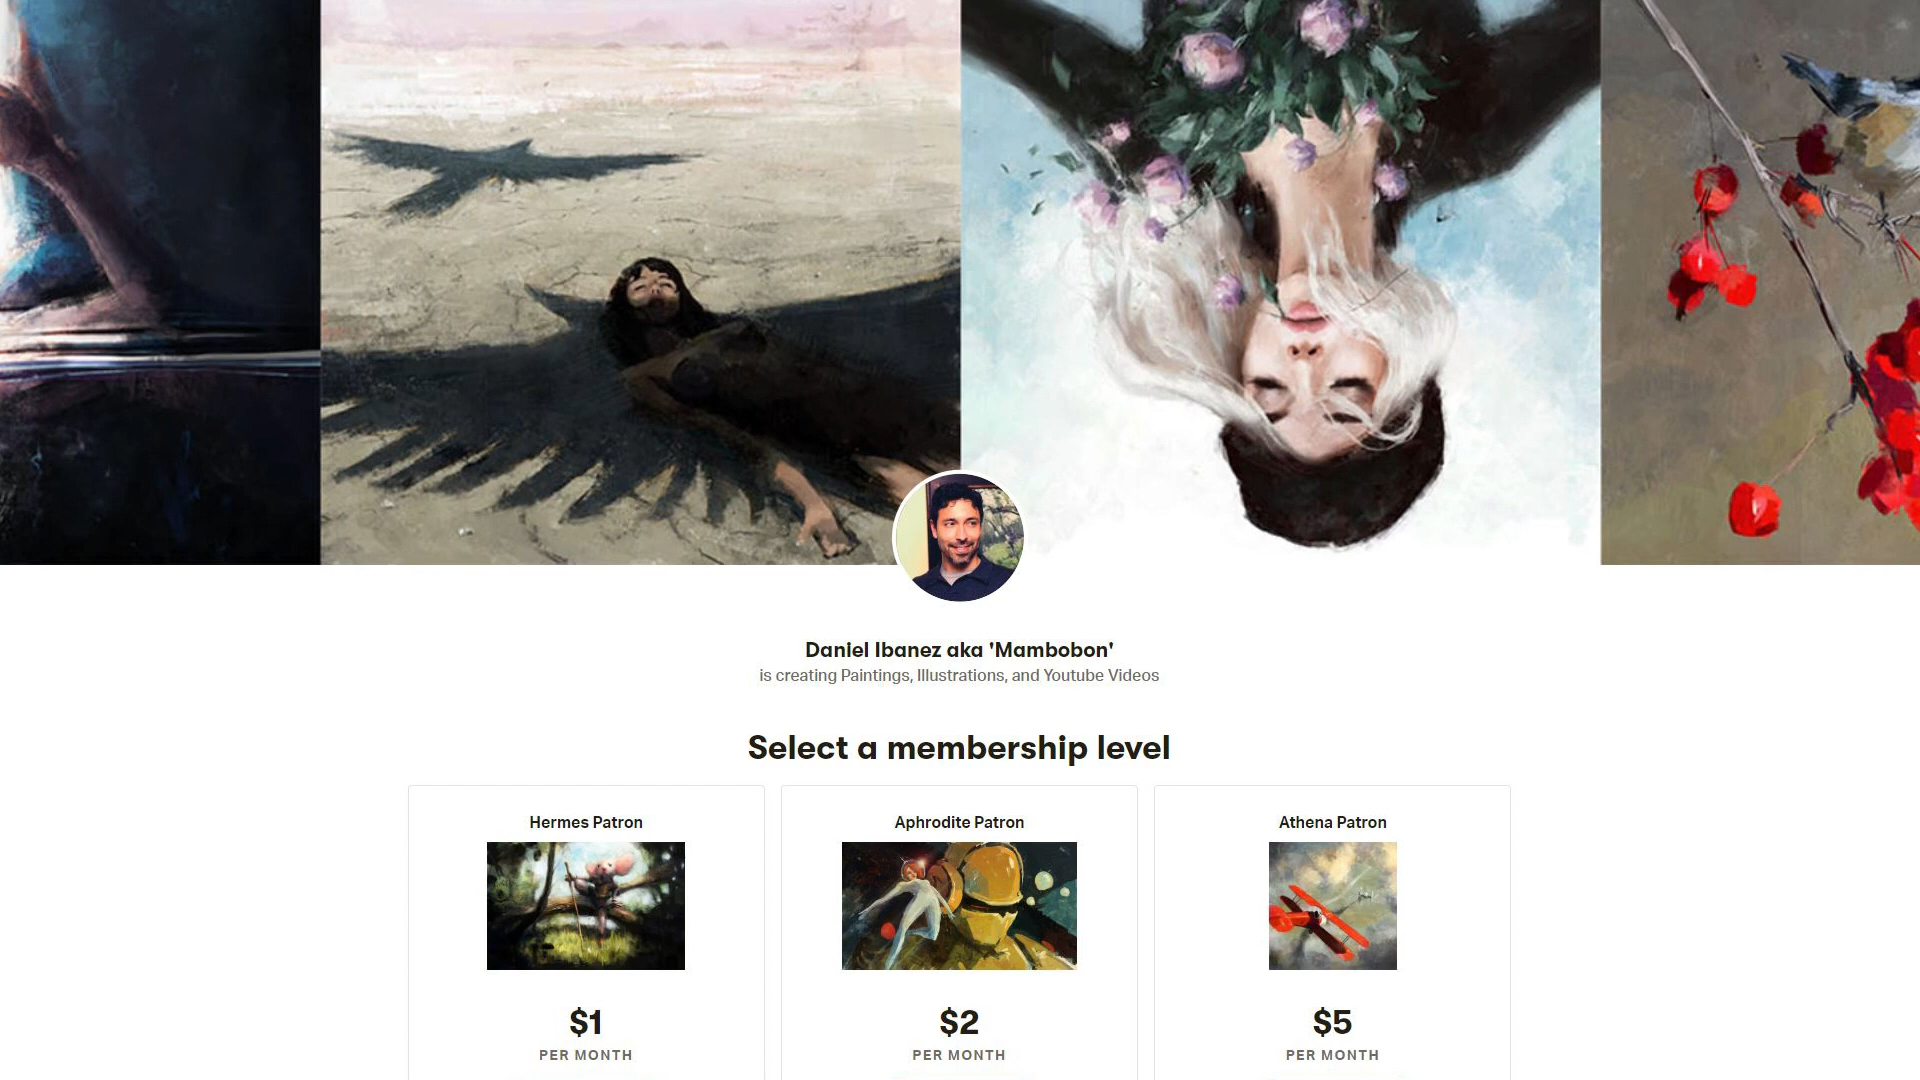 Daniel Ibanez aka 'Mambobon'
is creating Paintings, Illustrations, and Youtube Videos
Select a membership level
Hermes Patron
$1
PER MONTH
Aphrodite Patron
$2
PER MONTH
Athena Patron
$5
PER MONTH